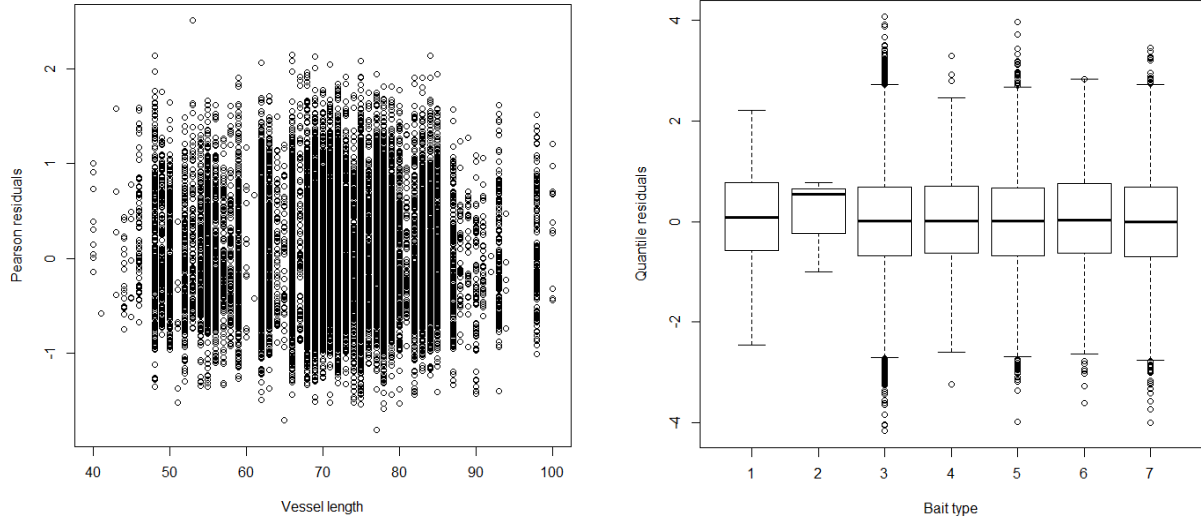 2
1
0
-1
Pearson residuals
40 50 60 70 80 90 100
Vessel length
4
2
0
-2
-4
Quantile residuals
1 2 3 4 5 6 7
Bait type